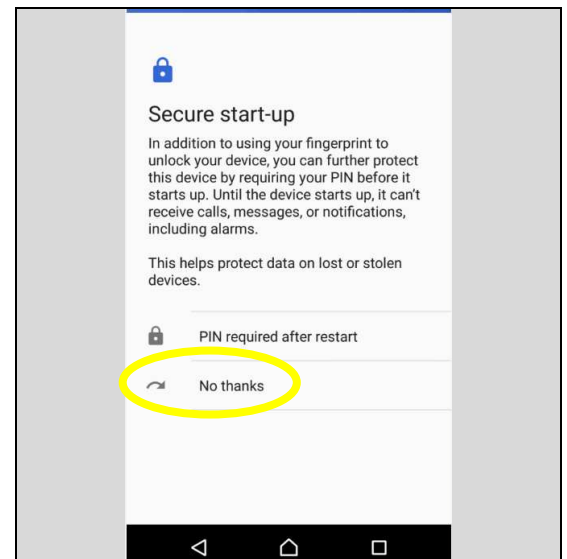 Secure start-up
In addition to using your fingerprint to
unlock your device, you can further protect
this device by requiring your PIN before it
starts up. Until the device starts up, it can't
receive calls, messages, or notifications,
including alarms.
This helps protect data on lost or stolen
devices.
PIN required after restart
No thanks